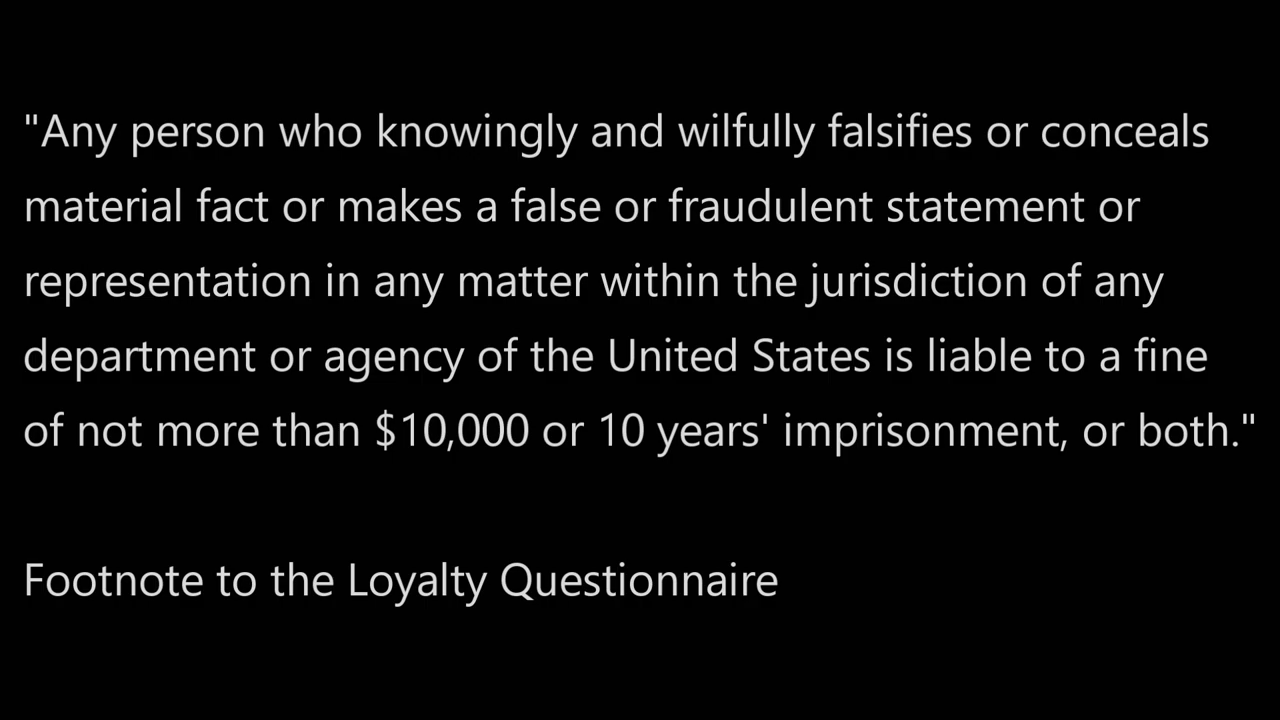 "Any person who knowingly and wilfully falsifies or conceals
material fact or makes a false or fraudulent statement or
representation in any matter within the jurisdiction of any
department or agency of the United States is liable to a fine
of not more than $10,000 or 10 years' imprisonment, or both."
Footnote to the Loyalty Questionnaire